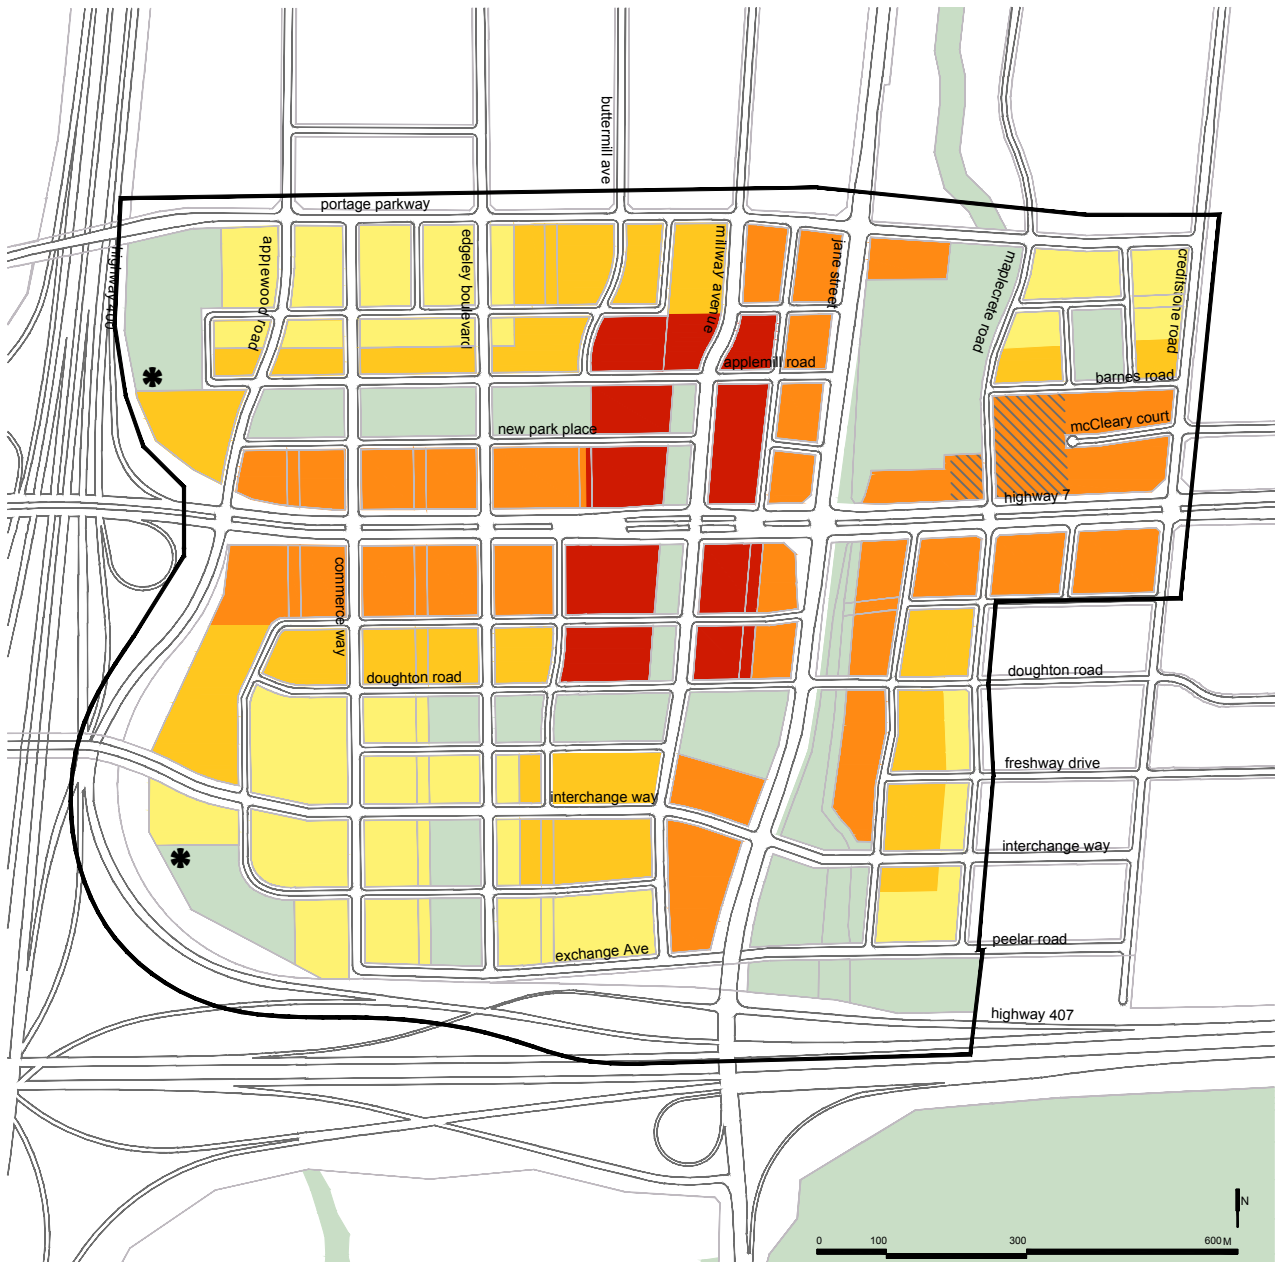 buttermill ave
portage parkway
highway 400
applewood road
edgeley boulevard
millway avenue
jane street
maplecrete road
creditstone road
applemill road
barnes road
mcCleary court
new park place
highway 7
commerce way
doughton road
doughton road
freshway drive
interchange way
interchange way
peelar road
exchange Ave
highway 407
N
0 100 300 600 M